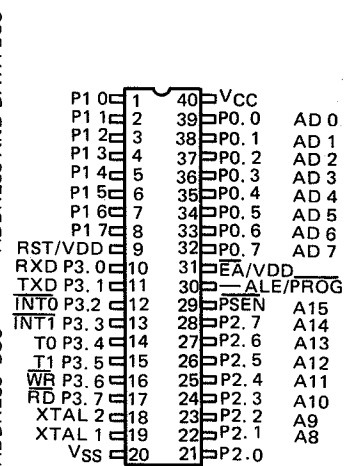 P1 0 1 40 VCC
P1 1 2 39 P0. 0 AD 0
P1 2 3 38 P0. 1 AD 1
P1 3 4 37 P0. 2 AD 2
P1 4 5 36 P0. 3 AD 3
P1 5 6 35 P0. 4 AD 4
P1 6 7 34 P0. 5 AD 5
P1 7 8 33 P0. 6 AD 6
RST/VDD 9 32 P0. 7 AD 7
RXD P3. 0 10 31 EA/VDD
TXD P3. 1 11 30 ALE/PROG
INT0 P3.2 12 29 PSEN
INT1 P3. 3 13 28 P2. 7 A15
T0 P3. 4 14 27 P2. 6 A14
T1 P3. 5 15 26 P2. 5 A13
WR P3. 6 16 25 P2. 4 A12
RD P3. 7 17 24 P2. 3 A11
XTAL 2 18 23 P2. 2 A10
XTAL 1 19 22 P2. 1 A9
VSS 20 21 P2.0 A8